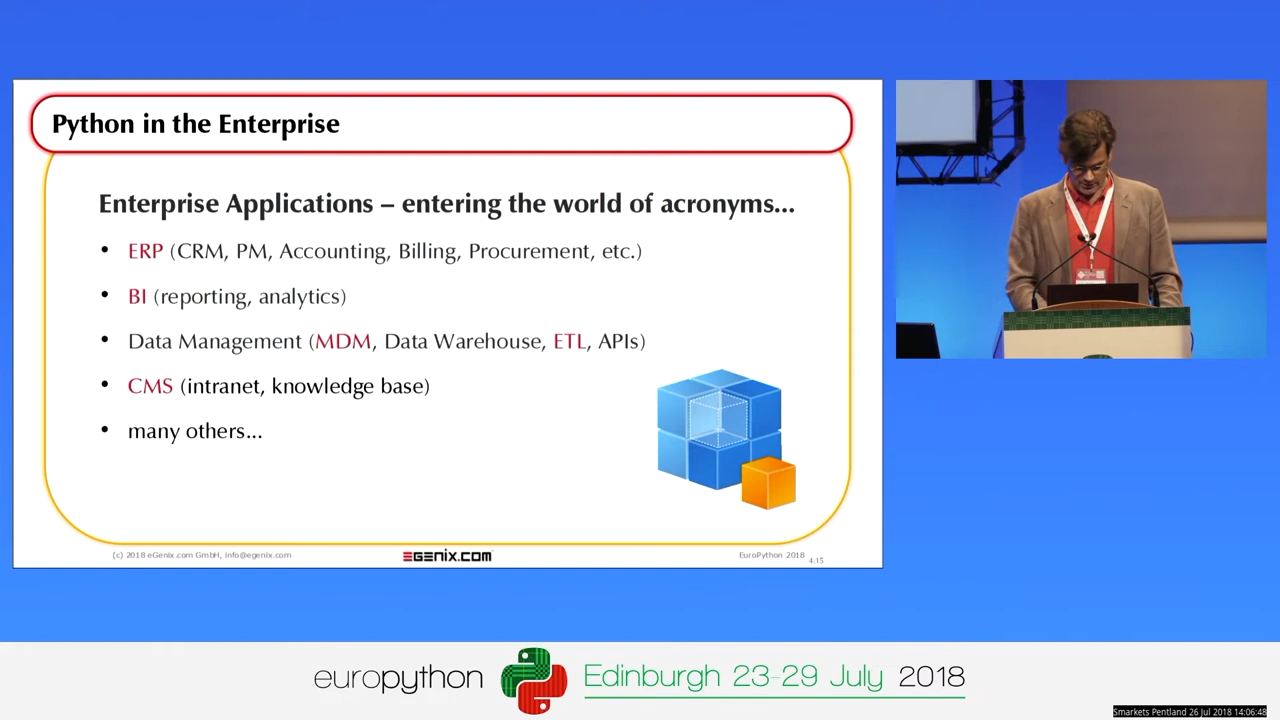 Python in the Enterprise
Enterprise Applications – entering the world of acronyms...
• ERP (CRM, PM, Accounting, Billing, Procurement, etc.)
• BI (reporting, analytics)
• Data Management (MDM, Data Warehouse, ETL, APIs)
• CMS (intranet, knowledge base)
• many others...
(c) 2018 eGenix.com GmbH, info@egenix.com
EGENIX.COM
EuroPython 2018
4:15
europython
Edinburgh 23-29 July 2018
Smarkets Pentland 26 Jul 2018 14:06:48